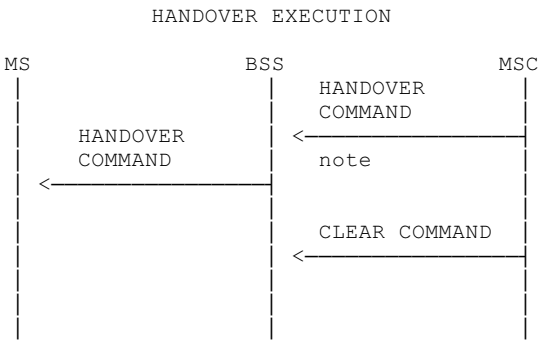 HANDOVER EXECUTION
MS BSS MSC
HANDOVER
COMMAND
HANDOVER
COMMAND note
CLEAR COMMAND